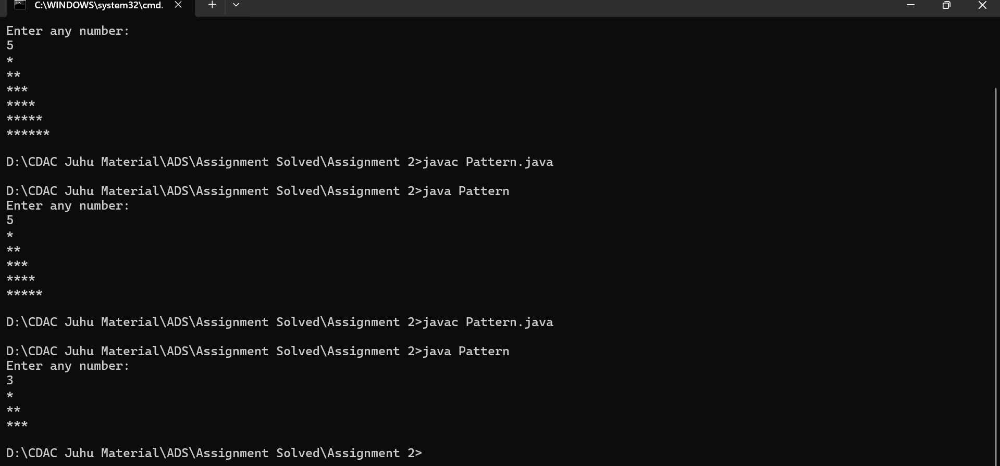 C:\WINDOWS\system32\cmd.
Enter any number:
5
*
**
***
****
*****
******
D:\CDAC Juhu Material\ADS\Assignment Solved\Assignment 2>javac Pattern.java
D:\CDAC Juhu Material\ADS\Assignment Solved\Assignment 2>java Pattern
Enter any number:
5
*
**
***
****
*****
D:\CDAC Juhu Material\ADS\Assignment Solved\Assignment 2>javac Pattern.java
D:\CDAC Juhu Material\ADS\Assignment Solved\Assignment 2>java Pattern
Enter any number:
3
*
**
***
D:\CDAC Juhu Material\ADS\Assignment Solved\Assignment 2>